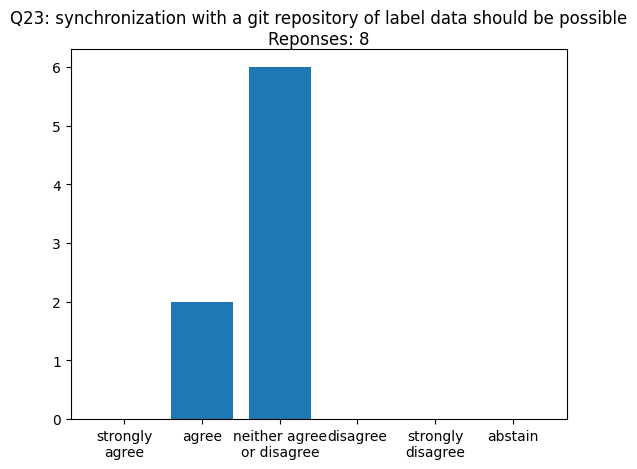 Q23: synchronization with a git repository of label data should be possible
Reponses: 8
6
5
4
3
2
1
0
strongly
agree
agree
neither agree
or disagree
disagree
strongly
disagree
abstain